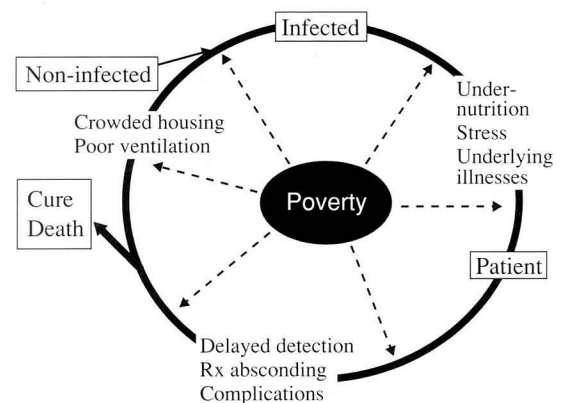 Infected
Non-infected
Under-
nutrition
Stress
Underlying
illnesses
Crowded housing
Poor ventilation
Poverty
Cure
Death
Patient
Delayed detection
Rx absconding
Complications